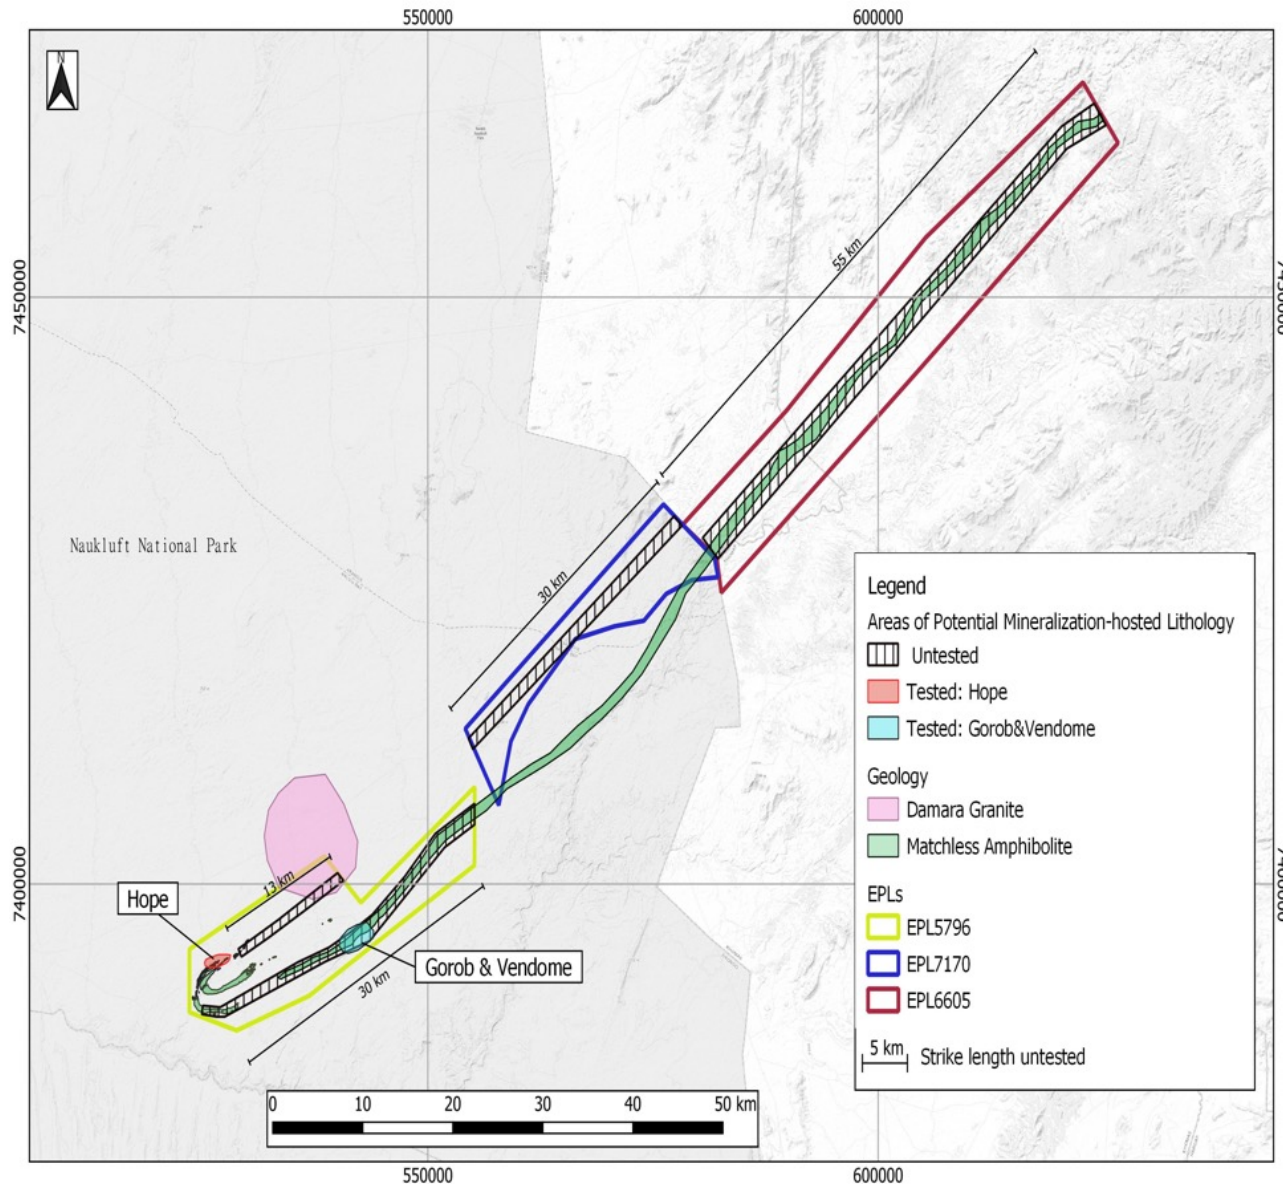 550000
600000
N
55 km
7450000
7450000
Naukluft National Park
30 km
Legend
Areas of Potential Mineralization-hosted Lithology
Untested
Tested: Hope
Tested: Gorob&Vendome
Geology
Damara Granite
Matchless Amphibolite
EPLs
EPL5796
EPL7170
EPL6605
5 km
Strike length untested
7400000
7400000
13 km
Hope
Gorob & Vendome
30 km
0 10 20 30 40 50 km
550000
600000